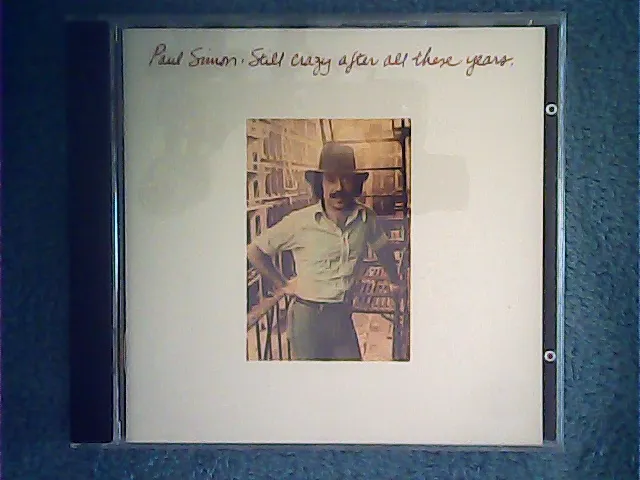 Paul Simon · Still crazy after all these years.